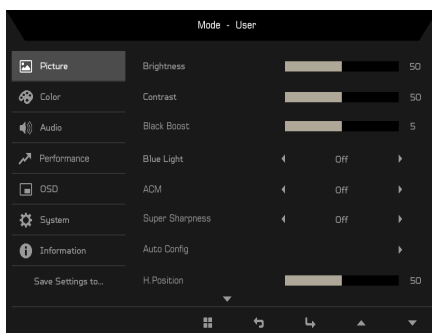 Mode - User
Picture
Brightness 50
Color
Contrast 50
Audio
Black Boost 5
Performance
Blue Light Off
OSD
ACM Off
System
Super Sharpness Off
Information
Auto Config
Save Settings to...
H.Position 50